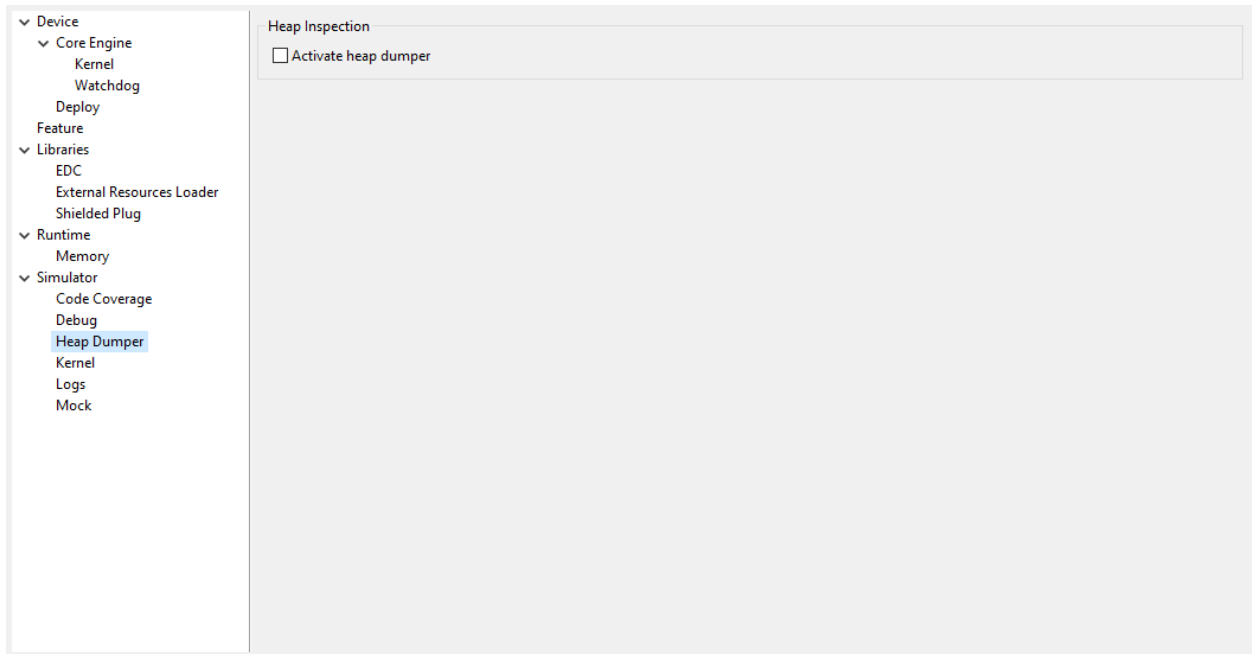 Device
Core Engine
Kernel
Watchdog
Deploy
Feature
Libraries
EDC
External Resources Loader
Shielded Plug
Runtime
Memory
Simulator
Code Coverage
Debug
Heap Dumper
Kernel
Logs
Mock
Heap Inspection
Activate heap dumper